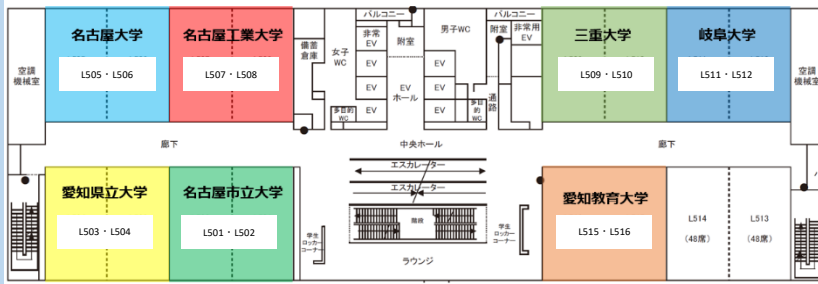 バルコニー
バルコニー
名古屋大学
L505・L506
名古屋工業大学
L507・L508
備蓄
倉庫
女子
WC
非常
EV
附室
男子WC
附室
非常用
EV
三重大学
L509・L510
岐阜大学
L511・L512
空調
機械室
空調
機械室
EV
EV
EV
EV
ホール
EV
EV
EV
多目的
WC
多目的
WC
通路
廊下
中央ホール
廊下
エスカレーター
エスカレーター
愛知県立大学
L503・L504
名古屋市立大学
L501・L502
愛知教育大学
L515・L516
L514
(48席)
L513
(48席)
階段
学生
ロッカー
コーナー
学生
ロッカー
コーナー
ラウンジ